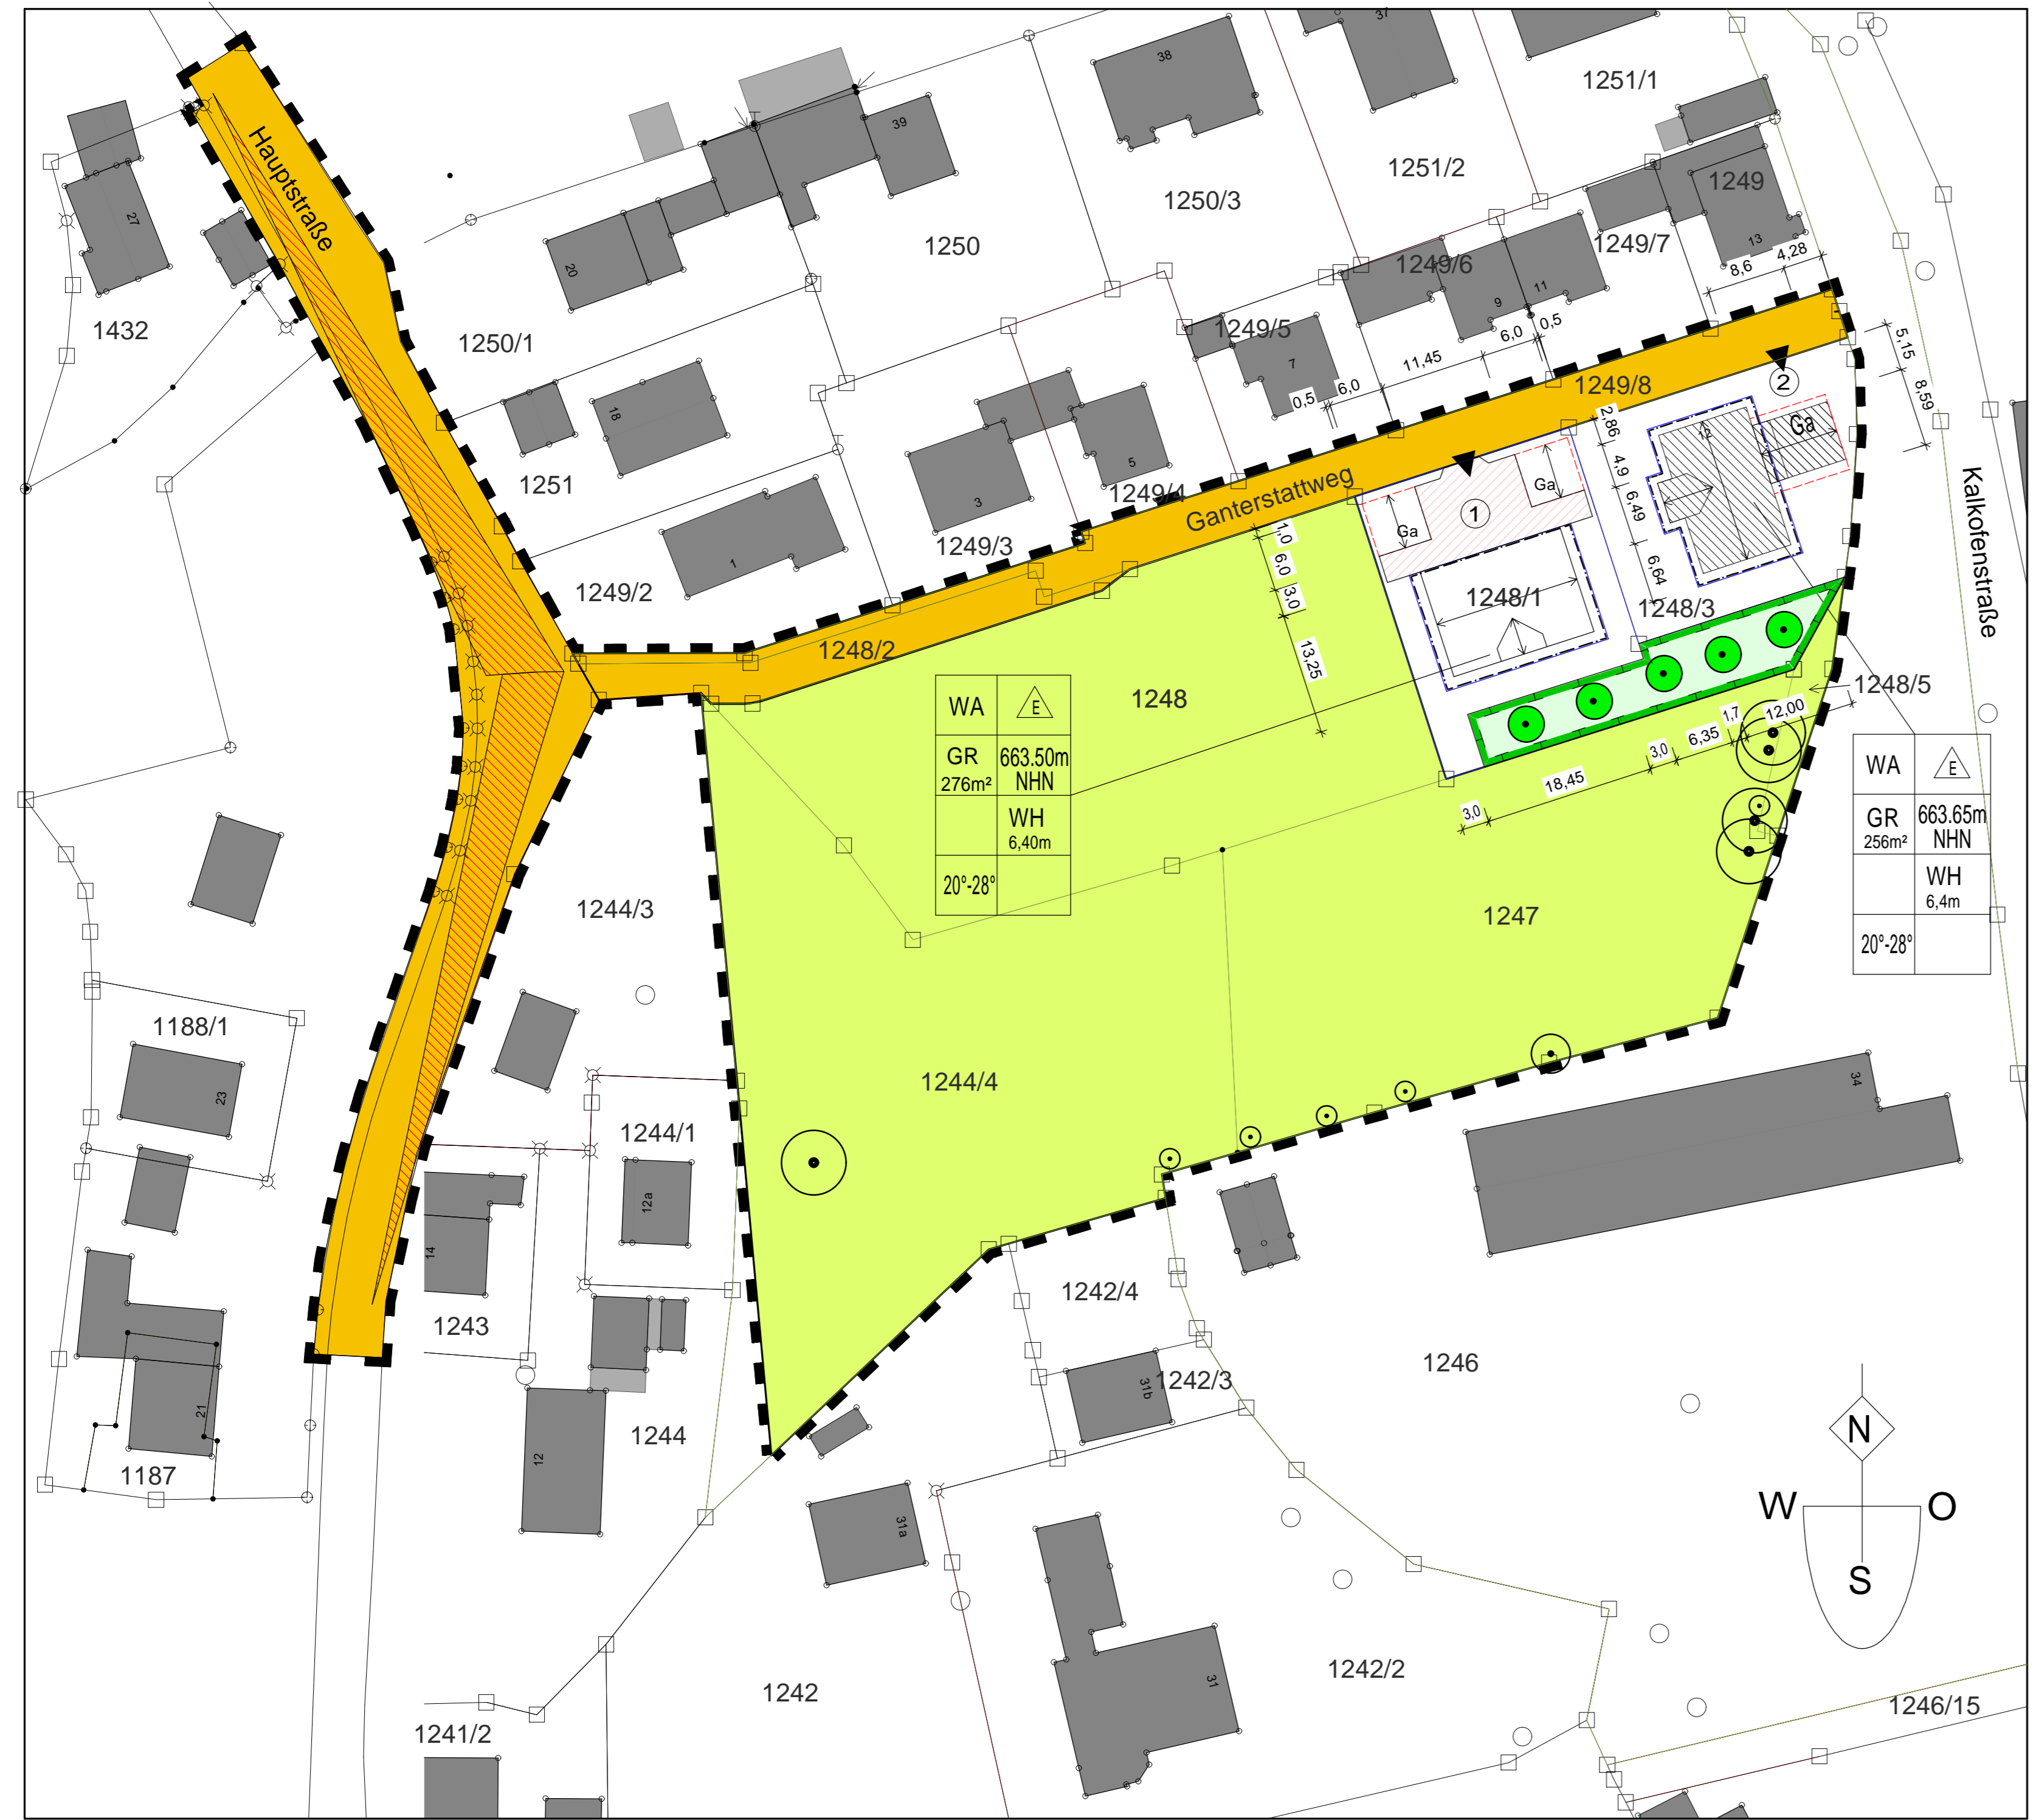 37
38
1251/1
39
Hauptstraße
27
1251/2
1249
1250/3
20
1250
1249/7
13
4,28
8,6
1249/6
11
9
1432
1250/1
1249/5
6,0
0,5
5,15
7
11,45
1249/8
2
8,59
18
0,5
6,0
2,86
12
Ga
5
1251
1249/4
4,9
Kalkofenstraße
3
Ganterstattweg
Ga
6,49
1
Ga
1,0
1249/3
1
6,0
6,64
1249/2
3,0
1248/1
1248/3
1248/2
13,25
1248/5
1248
WA
E
1,7
12,00
6,35
GR
663.50m
276m²
NHN
3,0
WA
E
18,45
WH
3,0
GR
663.65m
6,40m
256m²
NHN
20°-28°
WH
6,4m
1244/3
1247
20°-28°
1188/1
23
1244/4
34
1244/1
12a
14
1242/4
1243
1246
1242/3
31b
21
1244
N
12
1187
W
O
31a
S
31
1242/2
1242
1246/15
1241/2